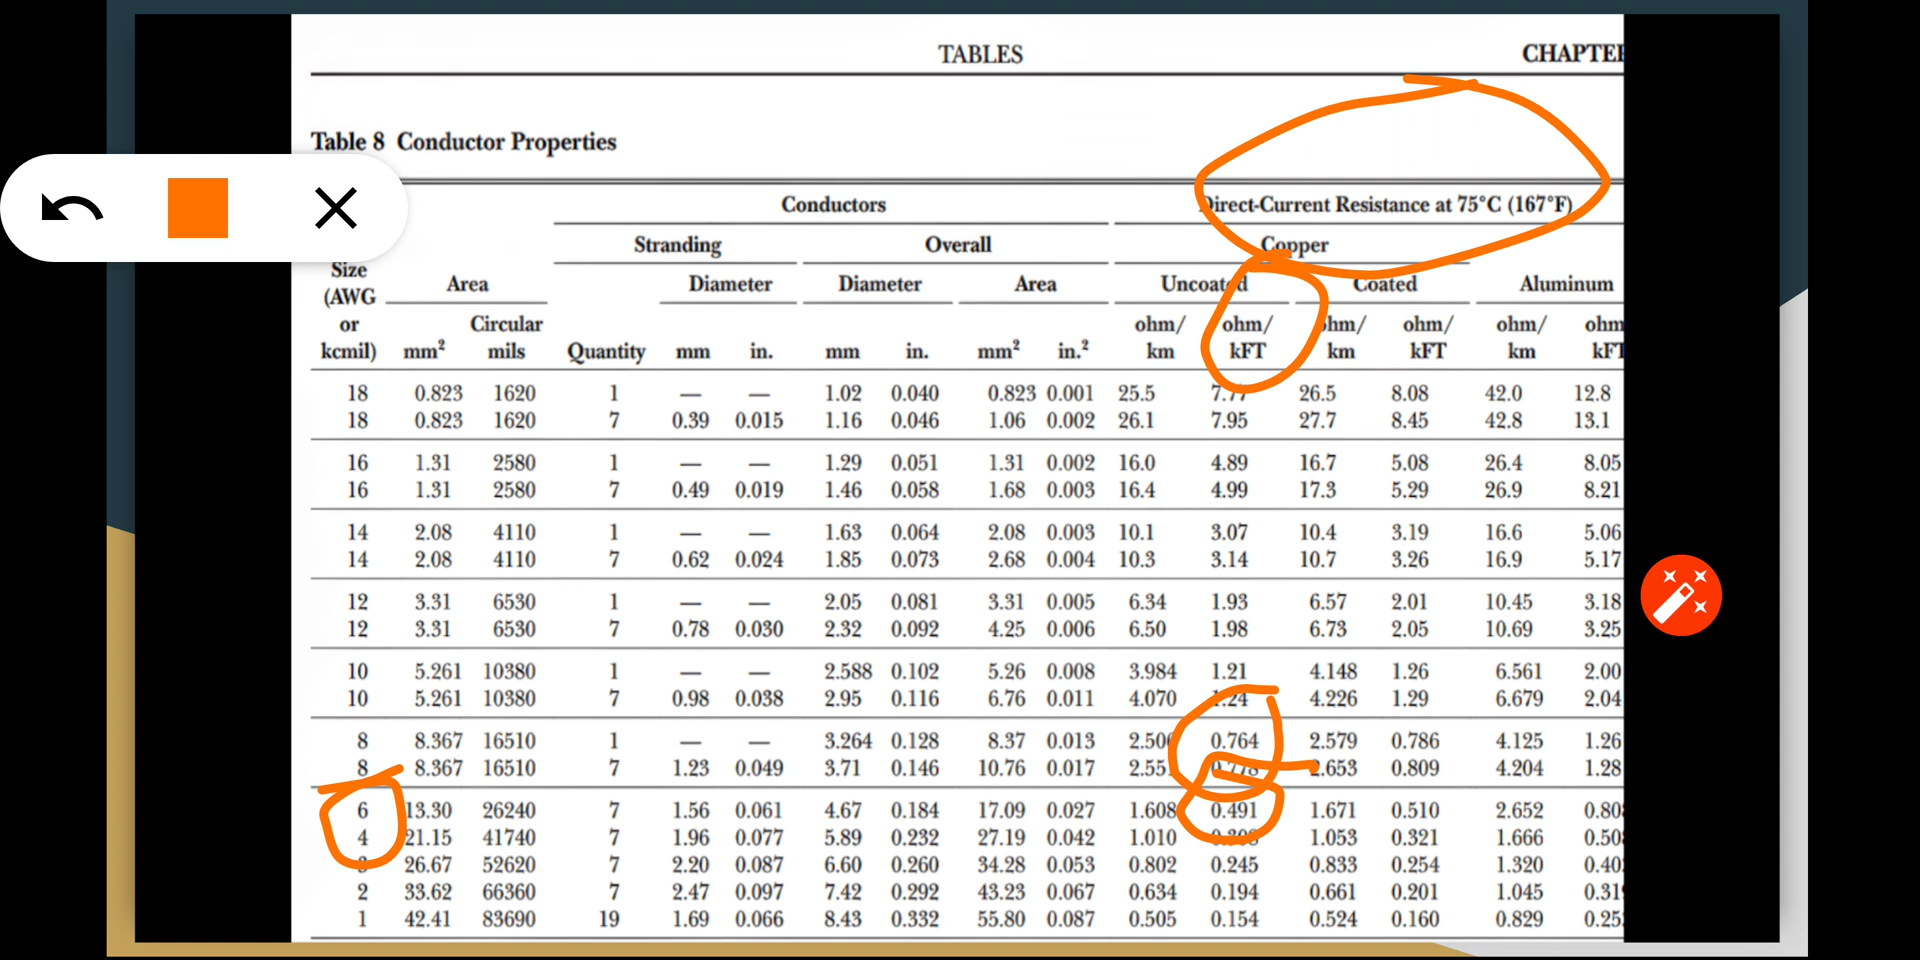 TABLES CHAPTE
Table 8 Conductor Properties
Conductors Direct-Current Resistance at 75°C (167°F)
Stranding Overall Copper
Size
(AWG Area Diameter Diameter Area Uncoated Coated Aluminum
or Circular ohm/ ohm/ ohm/ ohm/ ohm/ ohm
kcmil) mm² mils Quantity mm in. mm in. mm² in.² km kFT km kFT km kFT
18 0.823 1620 1 — — 1.02 0.040 0.823 0.001 25.5 7.77 26.5 8.08 42.0 12.8
18 0.823 1620 7 0.39 0.015 1.16 0.046 1.06 0.002 26.1 7.95 27.7 8.45 42.8 13.1
16 1.31 2580 1 — — 1.29 0.051 1.31 0.002 16.0 4.89 16.7 5.08 26.4 8.05
16 1.31 2580 7 0.49 0.019 1.46 0.058 1.68 0.003 16.4 4.99 17.3 5.29 26.9 8.21
14 2.08 4110 1 — — 1.63 0.064 2.08 0.003 10.1 3.07 10.4 3.19 16.6 5.06
14 2.08 4110 7 0.62 0.024 1.85 0.073 2.68 0.004 10.3 3.14 10.7 3.26 16.9 5.17
12 3.31 6530 1 — — 2.05 0.081 3.31 0.005 6.34 1.93 6.57 2.01 10.45 3.18
12 3.31 6530 7 0.78 0.030 2.32 0.092 4.25 0.006 6.50 1.98 6.73 2.05 10.69 3.25
10 5.261 10380 1 — — 2.588 0.102 5.26 0.008 3.984 1.21 4.148 1.26 6.561 2.00
10 5.261 10380 7 0.98 0.038 2.95 0.116 6.76 0.011 4.070 1.24 4.226 1.29 6.679 2.04
8 8.367 16510 1 — — 3.264 0.128 8.37 0.013 2.506 0.764 2.579 0.786 4.125 1.26
8 8.367 16510 7 1.23 0.049 3.71 0.146 10.76 0.017 2.55 0.778 2.653 0.809 4.204 1.28
6 13.30 26240 7 1.56 0.061 4.67 0.184 17.09 0.027 1.608 0.491 1.671 0.510 2.652 0.80
4 21.15 41740 7 1.96 0.077 5.89 0.232 27.19 0.042 1.010 1.053 0.321 1.666 0.50
3 26.67 52620 7 2.20 0.087 6.60 0.260 34.28 0.053 0.802 0.245 0.833 0.254 1.320 0.40
2 33.62 66360 7 2.47 0.097 7.42 0.292 43.23 0.067 0.634 0.194 0.661 0.201 1.045 0.31
1 42.41 83690 19 1.69 0.066 8.43 0.332 55.80 0.087 0.505 0.154 0.524 0.160 0.829 0.25